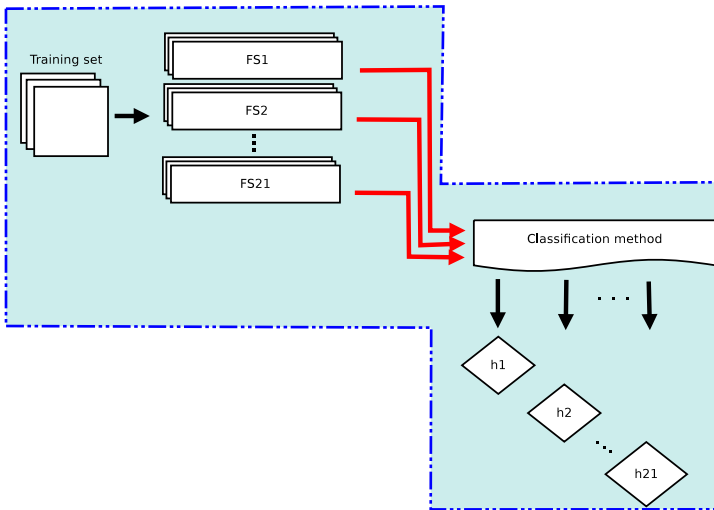 Training set
FS1
FS2
FS21
Classification method
h1
h2
h21